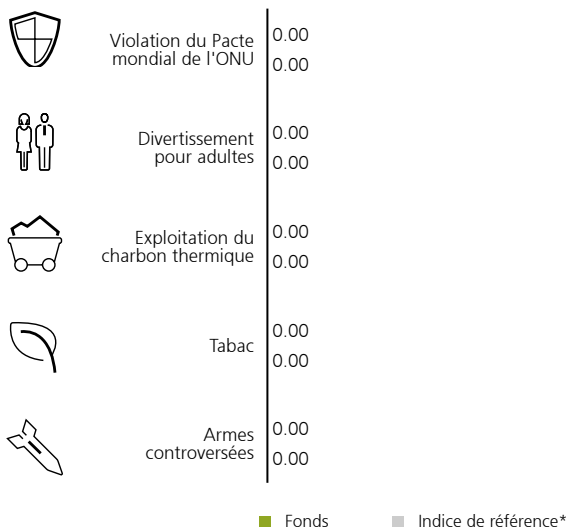 Violation du Pacte
mondial de l'ONU
0.00
0.00
Divertissement
pour adultes
0.00
0.00
Exploitation du
charbon thermique
0.00
0.00
Tabac
0.00
0.00
Armes
controversées
0.00
0.00
Fonds
Indice de référence*